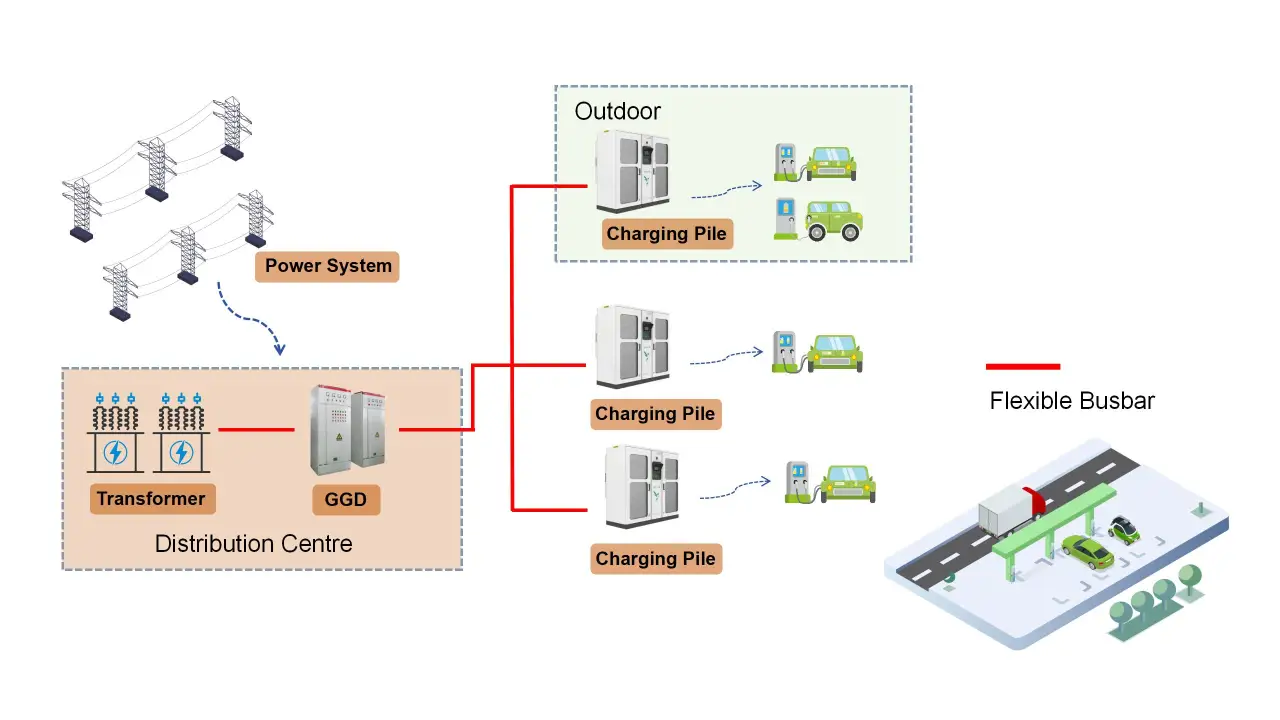 Outdoor
Charging Pile
Power System
Charging Pile
Flexible Busbar
Transformer
GGD
Distribution Centre
Charging Pile